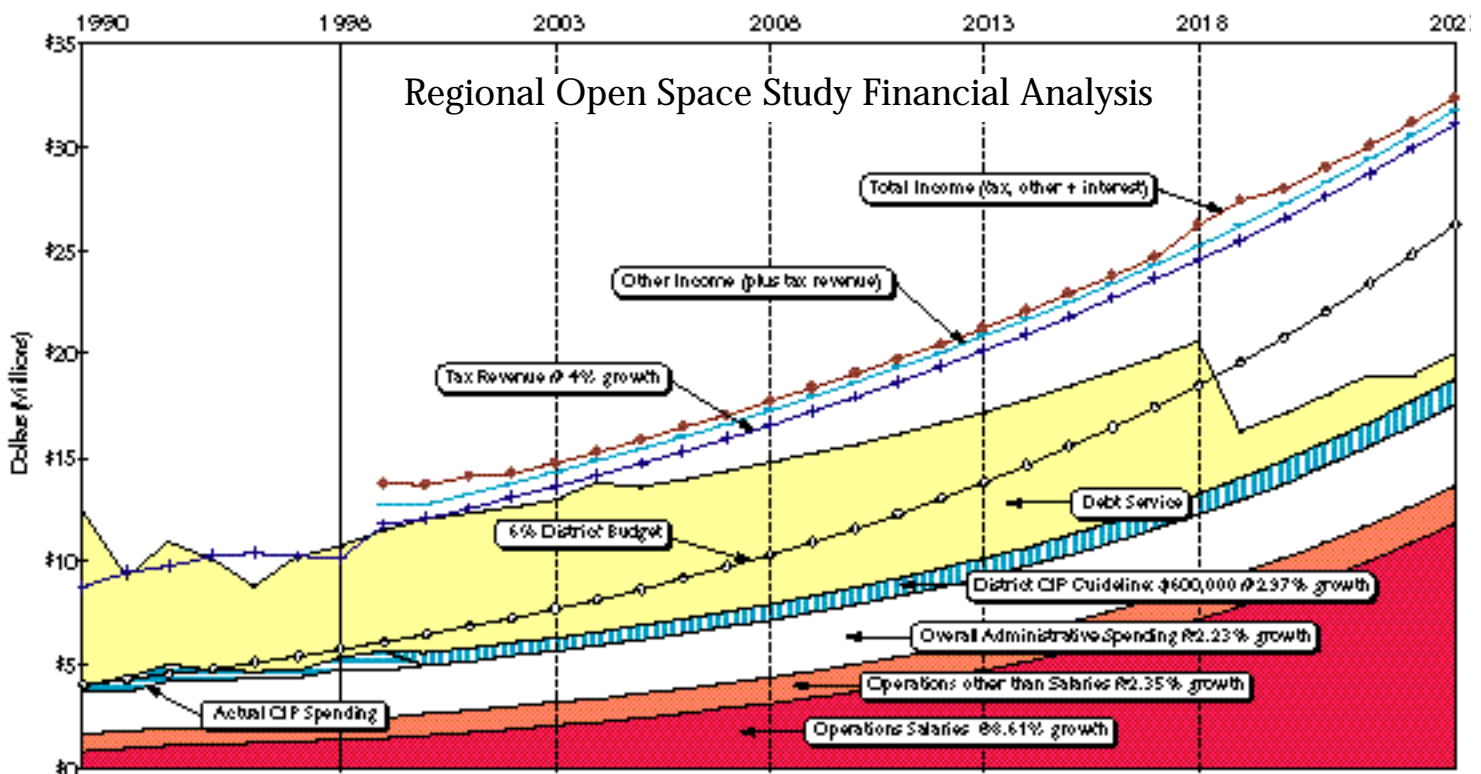 1990 1998 2003 2008 2013 2018 202
Regional Open Space Study Financial Analysis
$35
$30
$25
$20
$15
$10
$5
$0
Dollars (Millions)
Total Income (tax, other + interest)
Other Income (plus tax revenue)
Tax Revenue @ 4% growth
6% District Budget
Debt Service
District CIP Guideline: $600,000 @2.37% growth
Overall Administrative Spending @2.23% growth
Operations other than Salaries @2.35% growth
Actual CIP Spending
Operations Salaries @8.61% growth